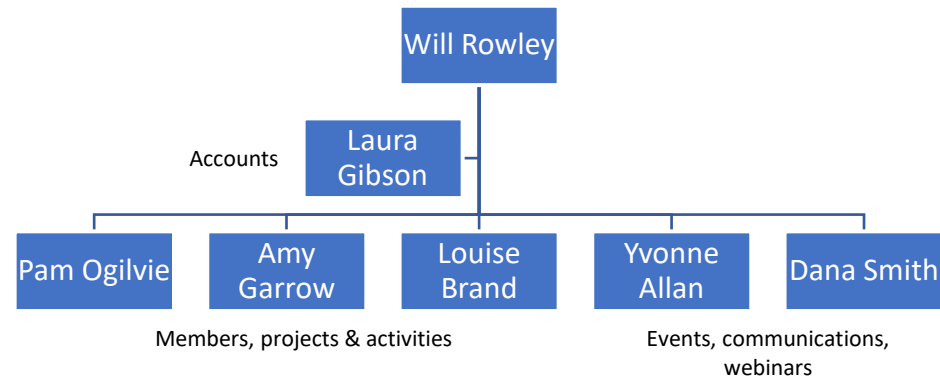 Will Rowley
Accounts
Laura
Gibson
Pam Ogilvie
Amy
Garrow
Louise
Brand
Yvonne
Allan
Dana Smith
Members, projects & activities
Events, communications,
webinars